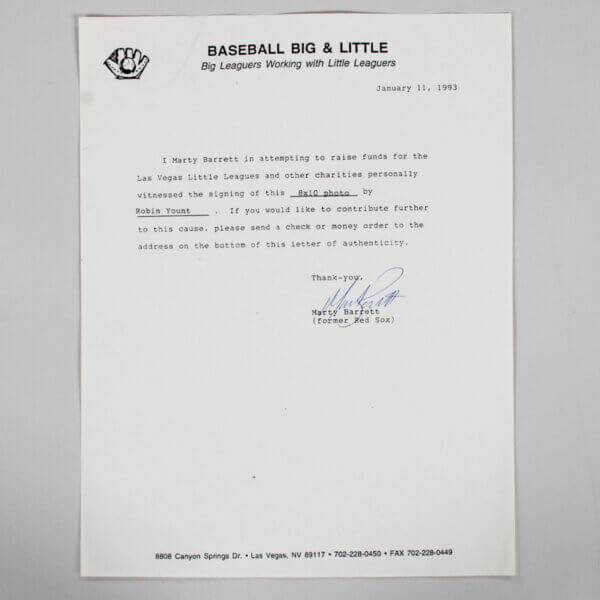 BASEBALL BIG & LITTLE
Big Leaguers Working with Little Leaguers
January 11, 1993
I Marty Barrett in attempting to raise funds for the
Las Vegas Little Leagues and other charities personally
witnessed the signing of this 8x10 photo by
Robin Yount . If you would like to contribute further
to this cause, please send a check or money order to the
address on the bottom of this letter of authenticity.
Thank-you,
Marty Barrett
Marty Barrett
(former Red Sox)
8808 Canyon Springs Dr. • Las Vegas, NV 89117 • 702-228-0450 • FAX 702-228-0449